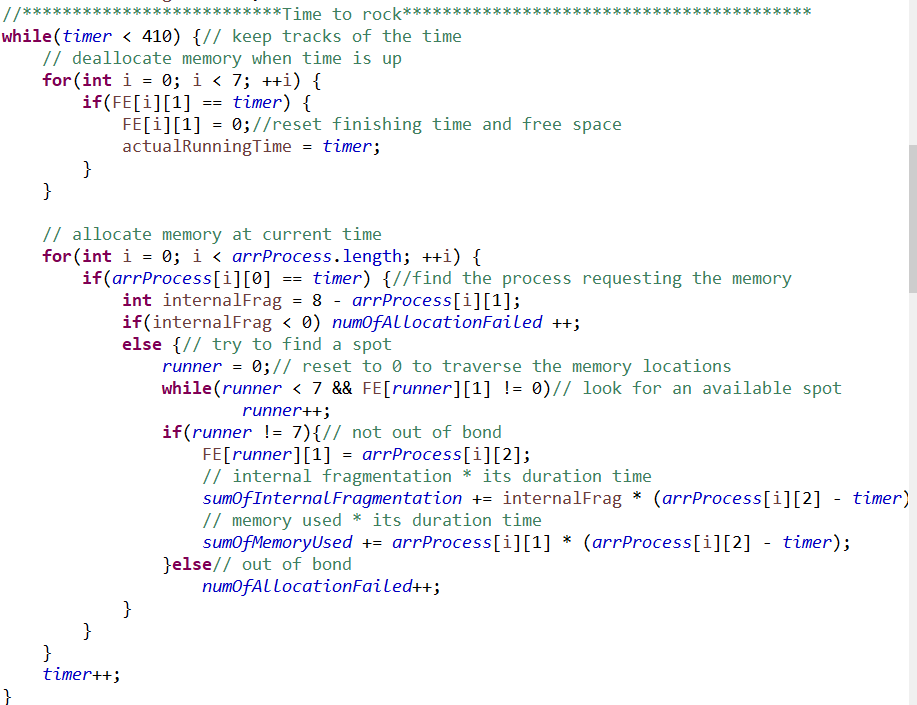 //**************************Time to rock*****************************************
while(timer < 410) {// keep tracks of the time
    // deallocate memory when time is up
    for(int i = 0; i < 7; ++i) {
        if(FE[i][1] == timer) {
            FE[i][1] = 0;//reset finishing time and free space
            actualRunningTime = timer;
        }
    }
    // allocate memory at current time
    for(int i = 0; i < arrProcess.length; ++i) {
        if(arrProcess[i][0] == timer) {//find the process requesting the memory
            int internalFrag = 8 - arrProcess[i][1];
            if(internalFrag < 0) numOfAllocationFailed ++;
            else {// try to find a spot
                runner = 0;// reset to 0 to traverse the memory locations
                while(runner < 7 && FE[runner][1] != 0)// look for an available spot
                        runner++;
                if(runner != 7){// not out of bond
                    FE[runner][1] = arrProcess[i][2];
                    // internal fragmentation * its duration time
                    sumOfInternalFragmentation += internalFrag * (arrProcess[i][2] - timer)
                    // memory used * its duration time
                    sumOfMemoryUsed += arrProcess[i][1] * (arrProcess[i][2] - timer);
                }else// out of bond
                    numOfAllocationFailed++;
            }
        }
    }
    timer++;
}